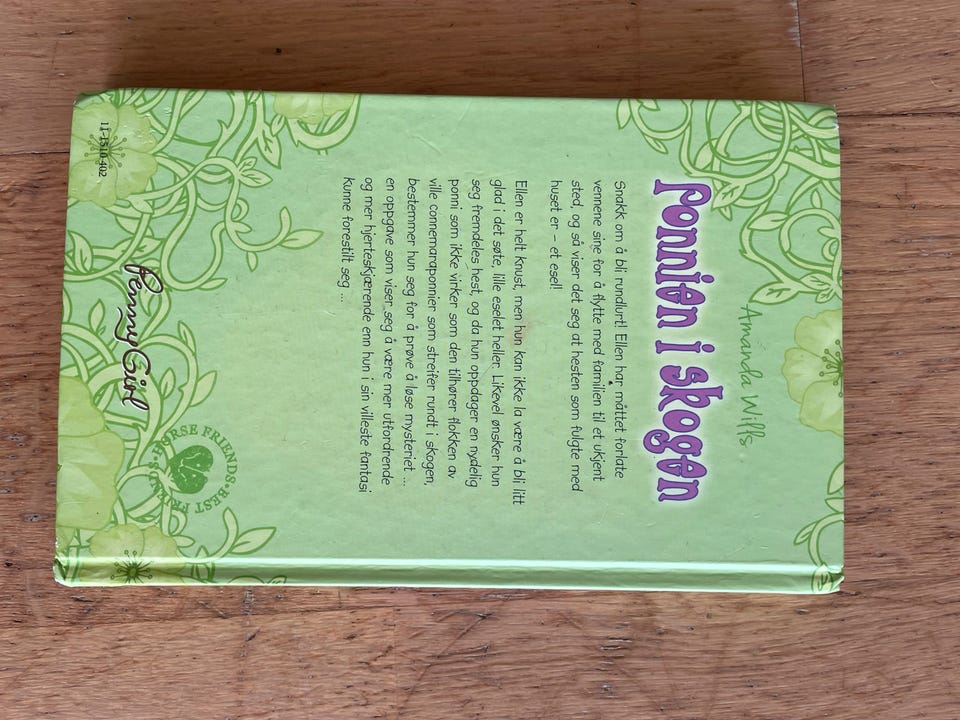 Amanda Wills
Ponnien i skogen
Snakk om å bli rundlurt! Ellen har måttet forlate
vennene sine for å flytte med familien til et ukjent
sted, og så viser det seg at hesten som fulgte med
huset er – et esel!
Ellen er helt knust, men hun kan ikke la være å bli litt
glad i det søte, lille eselet heller. Likevel ønsker hun
seg fremdeles hest, og da hun oppdager en nydelig
ponni som ikke virker som den tilhører flokken av
ville connemaraponnier som streifer rundt i skogen,
bestemmer hun seg for å prøve å løse mysteriet ...
en oppgave som viser seg å være mer utfordrende
og mer hjerteskjærende enn hun i sin villeste fantasi
kunne forestilt seg ...
PennyGirl
HORSE FRIENDS · BEST FRIENDS ·
11-1510-402